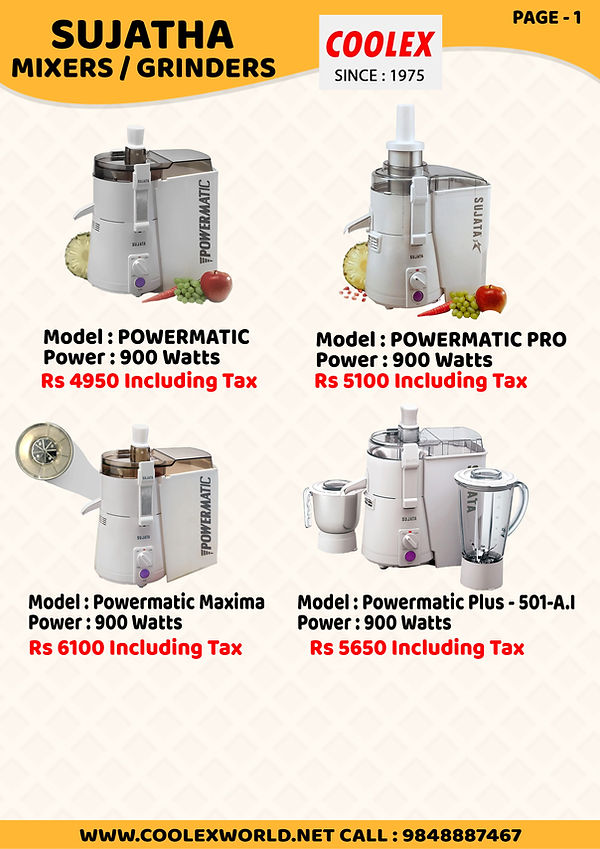 SUJATHA
MIXERS / GRINDERS
COOLEX
SINCE : 1975
PAGE - 1
SUJATA
POWERMATIC
SUJATA
SUJATA
Model : POWERMATIC
Power : 900 Watts
Rs 4950 Including Tax
Model : POWERMATIC PRO
Power : 900 Watts
Rs 5100 Including Tax
SUJATA
POWERMATIC
SUJATA
SUJATA
Model : Powermatic Maxima
Power : 900 Watts
Rs 6100 Including Tax
Model : Powermatic Plus - 501-A.I
Power : 900 Watts
Rs 5650 Including Tax
WWW.COOLEXWORLD.NET CALL : 9848887467